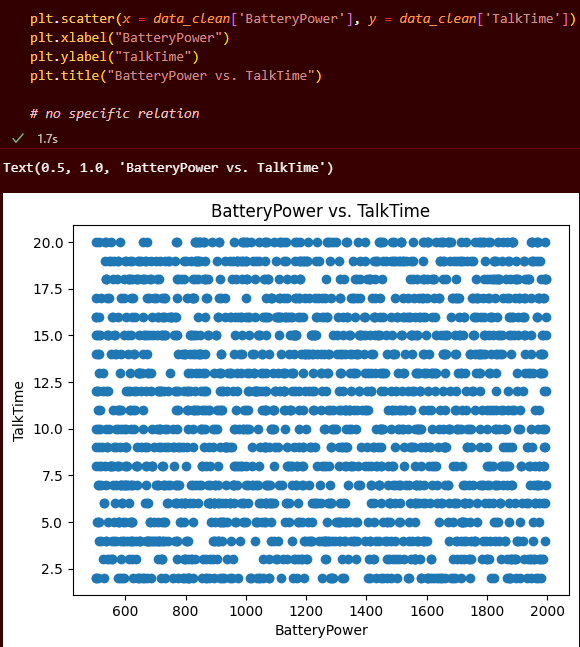 plt.scatter(x = data_clean['BatteryPower'], y = data_clean['TalkTime'])
plt.xlabel("BatteryPower")
plt.ylabel("TalkTime")
plt.title("BatteryPower vs. TalkTime")
# no specific relation
1.7s
Text(0.5, 1.0, 'BatteryPower vs. TalkTime')
BatteryPower vs. TalkTime
20.0
17.5
15.0
12.5
TalkTime
10.0
7.5
5.0
2.5
600 800 1000 1200 1400 1600 1800 2000
BatteryPower